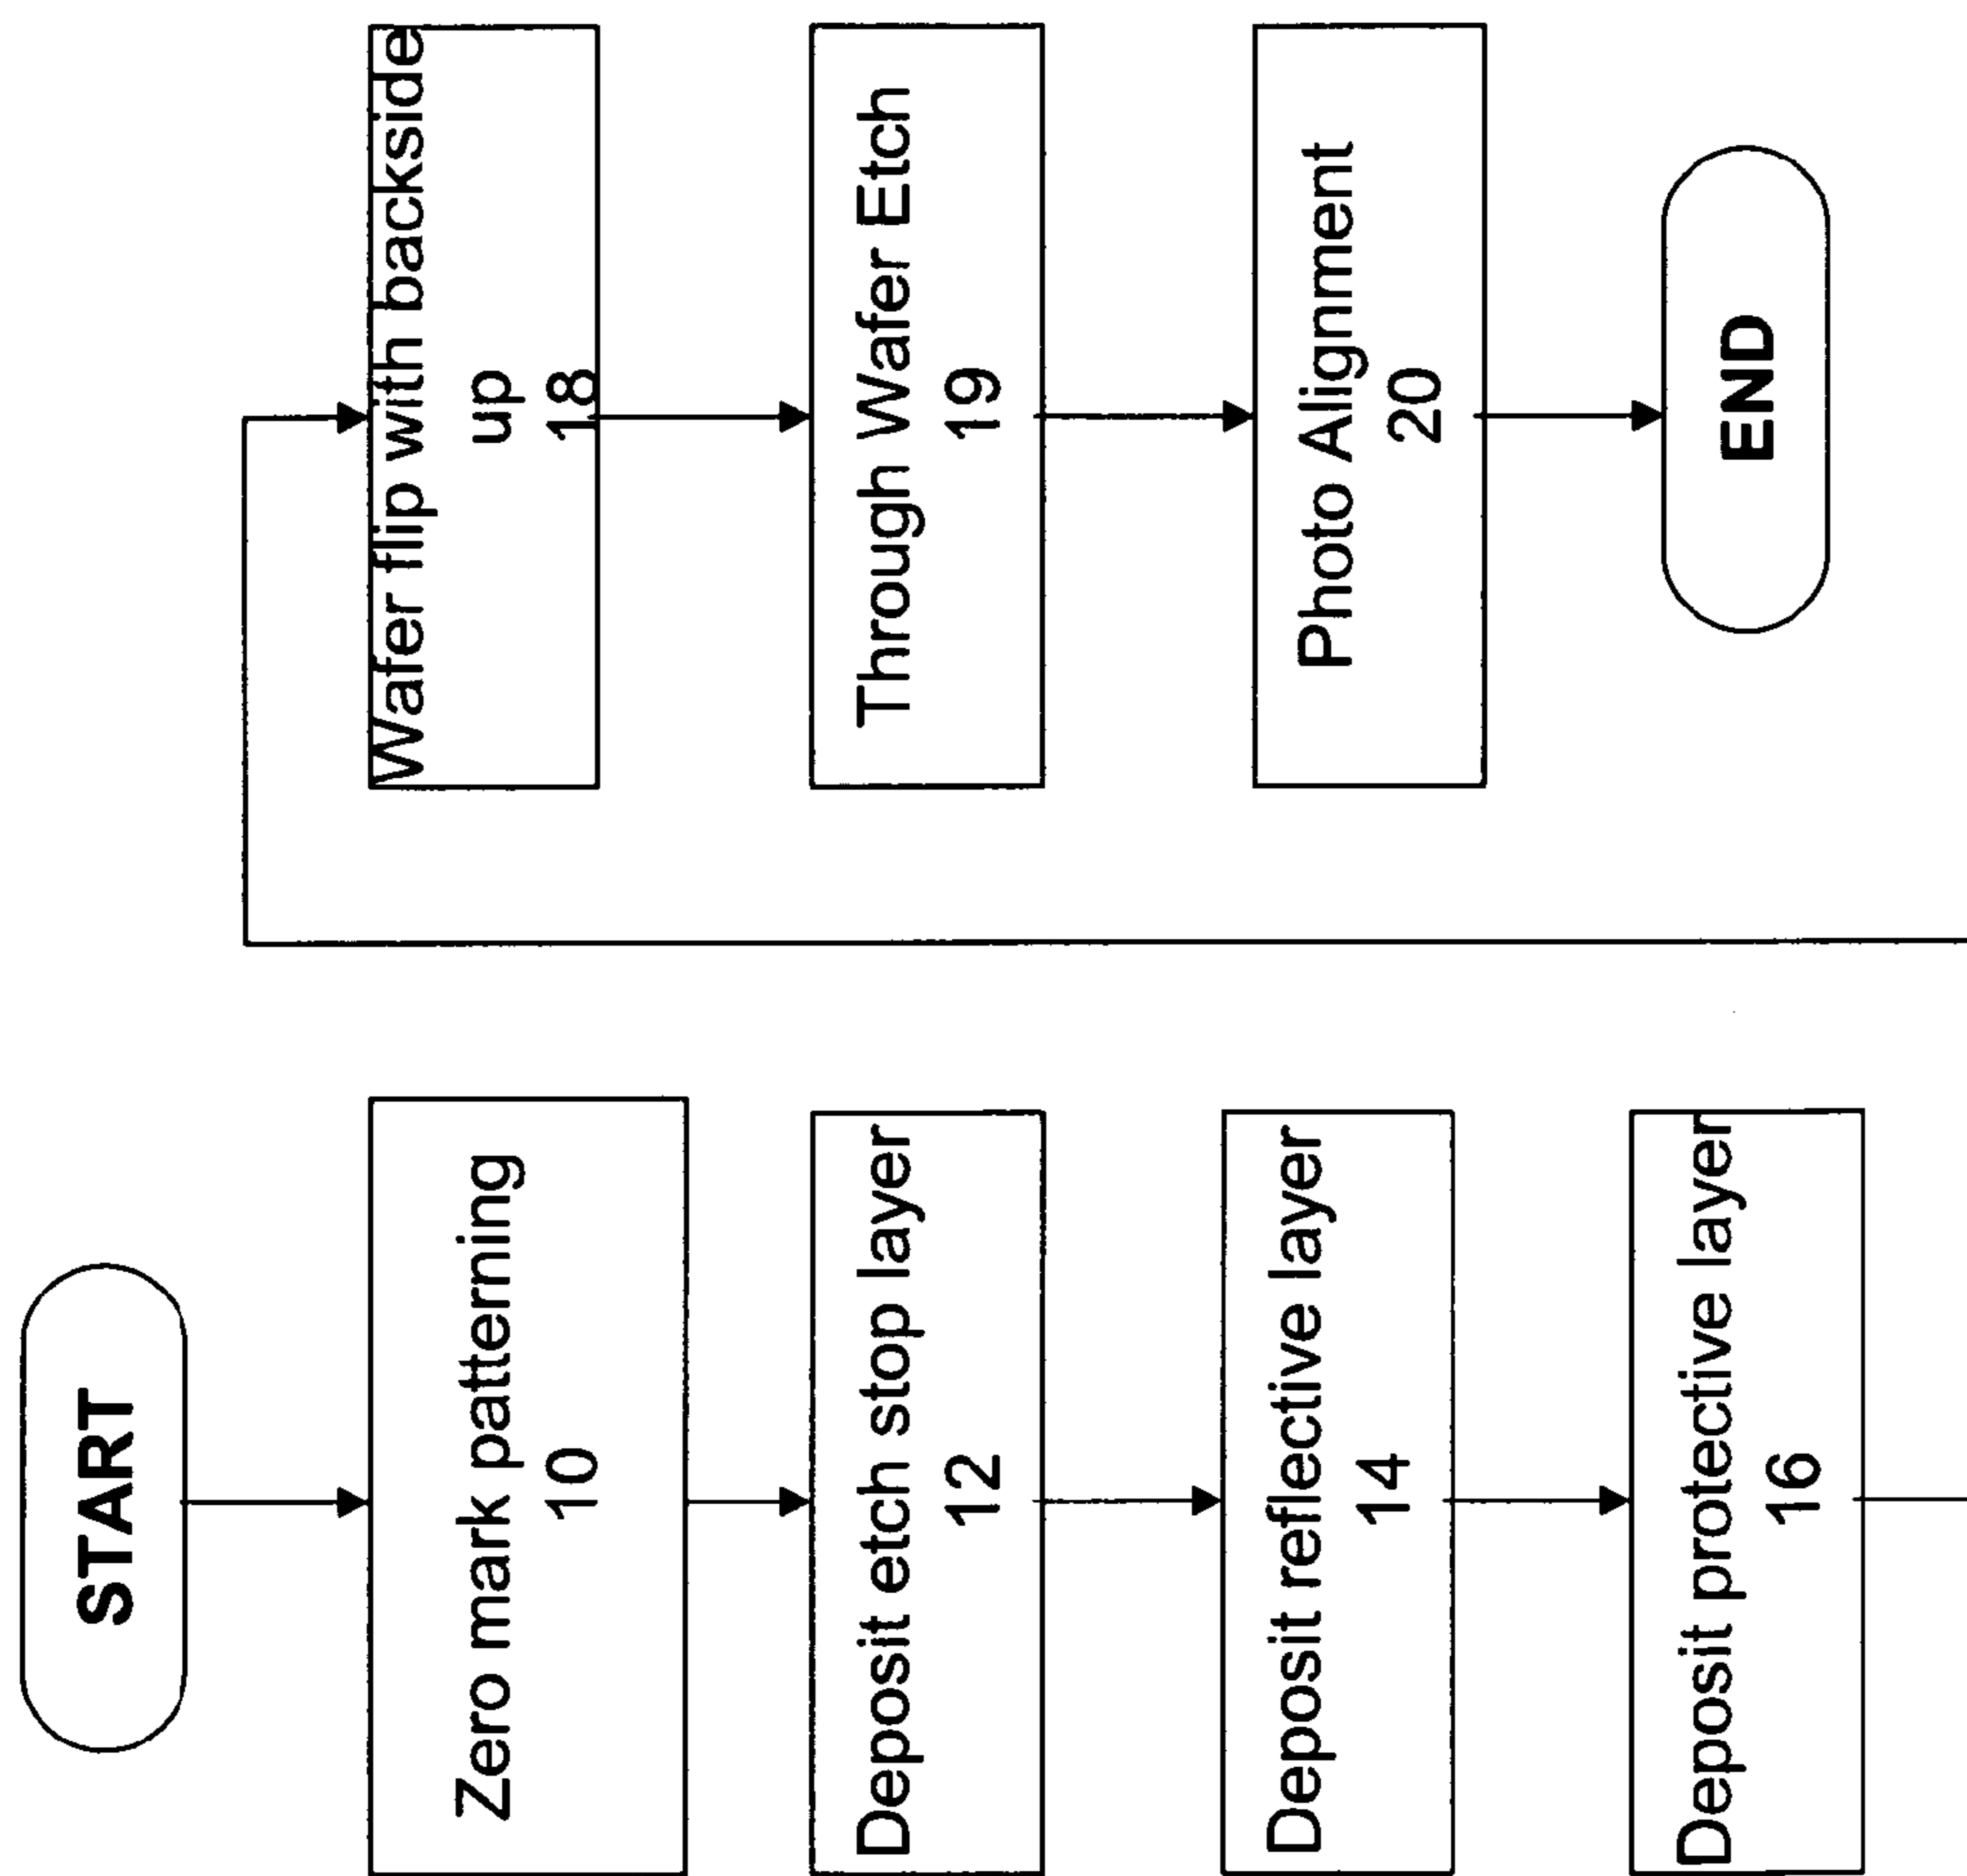 START
Zero mark patterning
10
Deposit etch stop layer
12
Deposit reflective layer
14
Deposit protective layer
16
Wafer flip with backside
up
18
Through Wafer Etch
19
Photo Alignment
20
END